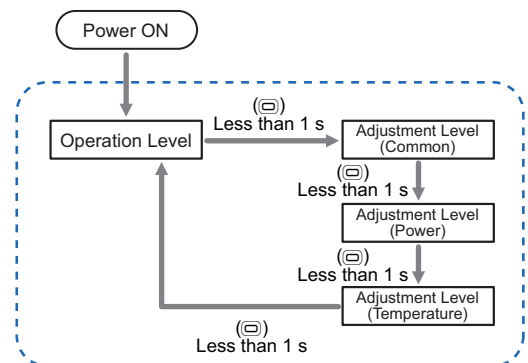 Power ON
Operation Level
(⧈)
Less than 1 s
Adjustment Level
(Common)
(⧈)
Less than 1 s
Adjustment Level
(Power)
(⧈)
Less than 1 s
Adjustment Level
(Temperature)
(⧈)
Less than 1 s